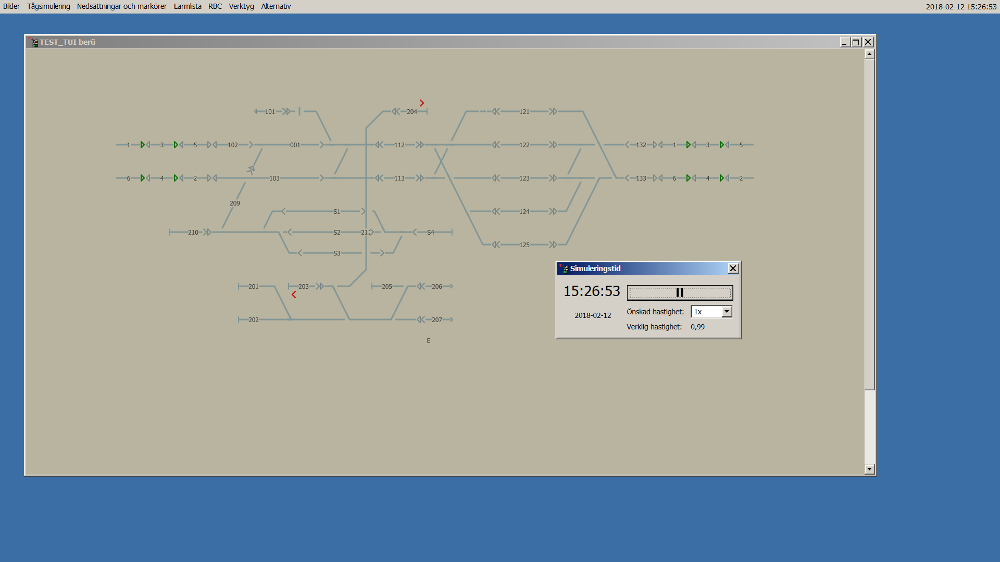 Bilder Tågsimulering Nedsättningar och markörer Larmlista RBC Verktyg Alternativ 2018-02-12 15:26:53
TEST_TUI berü
101 204 121
1 3 5 102 001 112 122 132 1 3 5
6 4 2 103 113 123 133 6 4 2
209
S1 124
210 S2 211 S4
125
S3
Simuleringstid
201 203 205 206
15:26:53
Önskad hastighet: 1x
2018-02-12
202 207
Verklig hastighet: 0,99
E